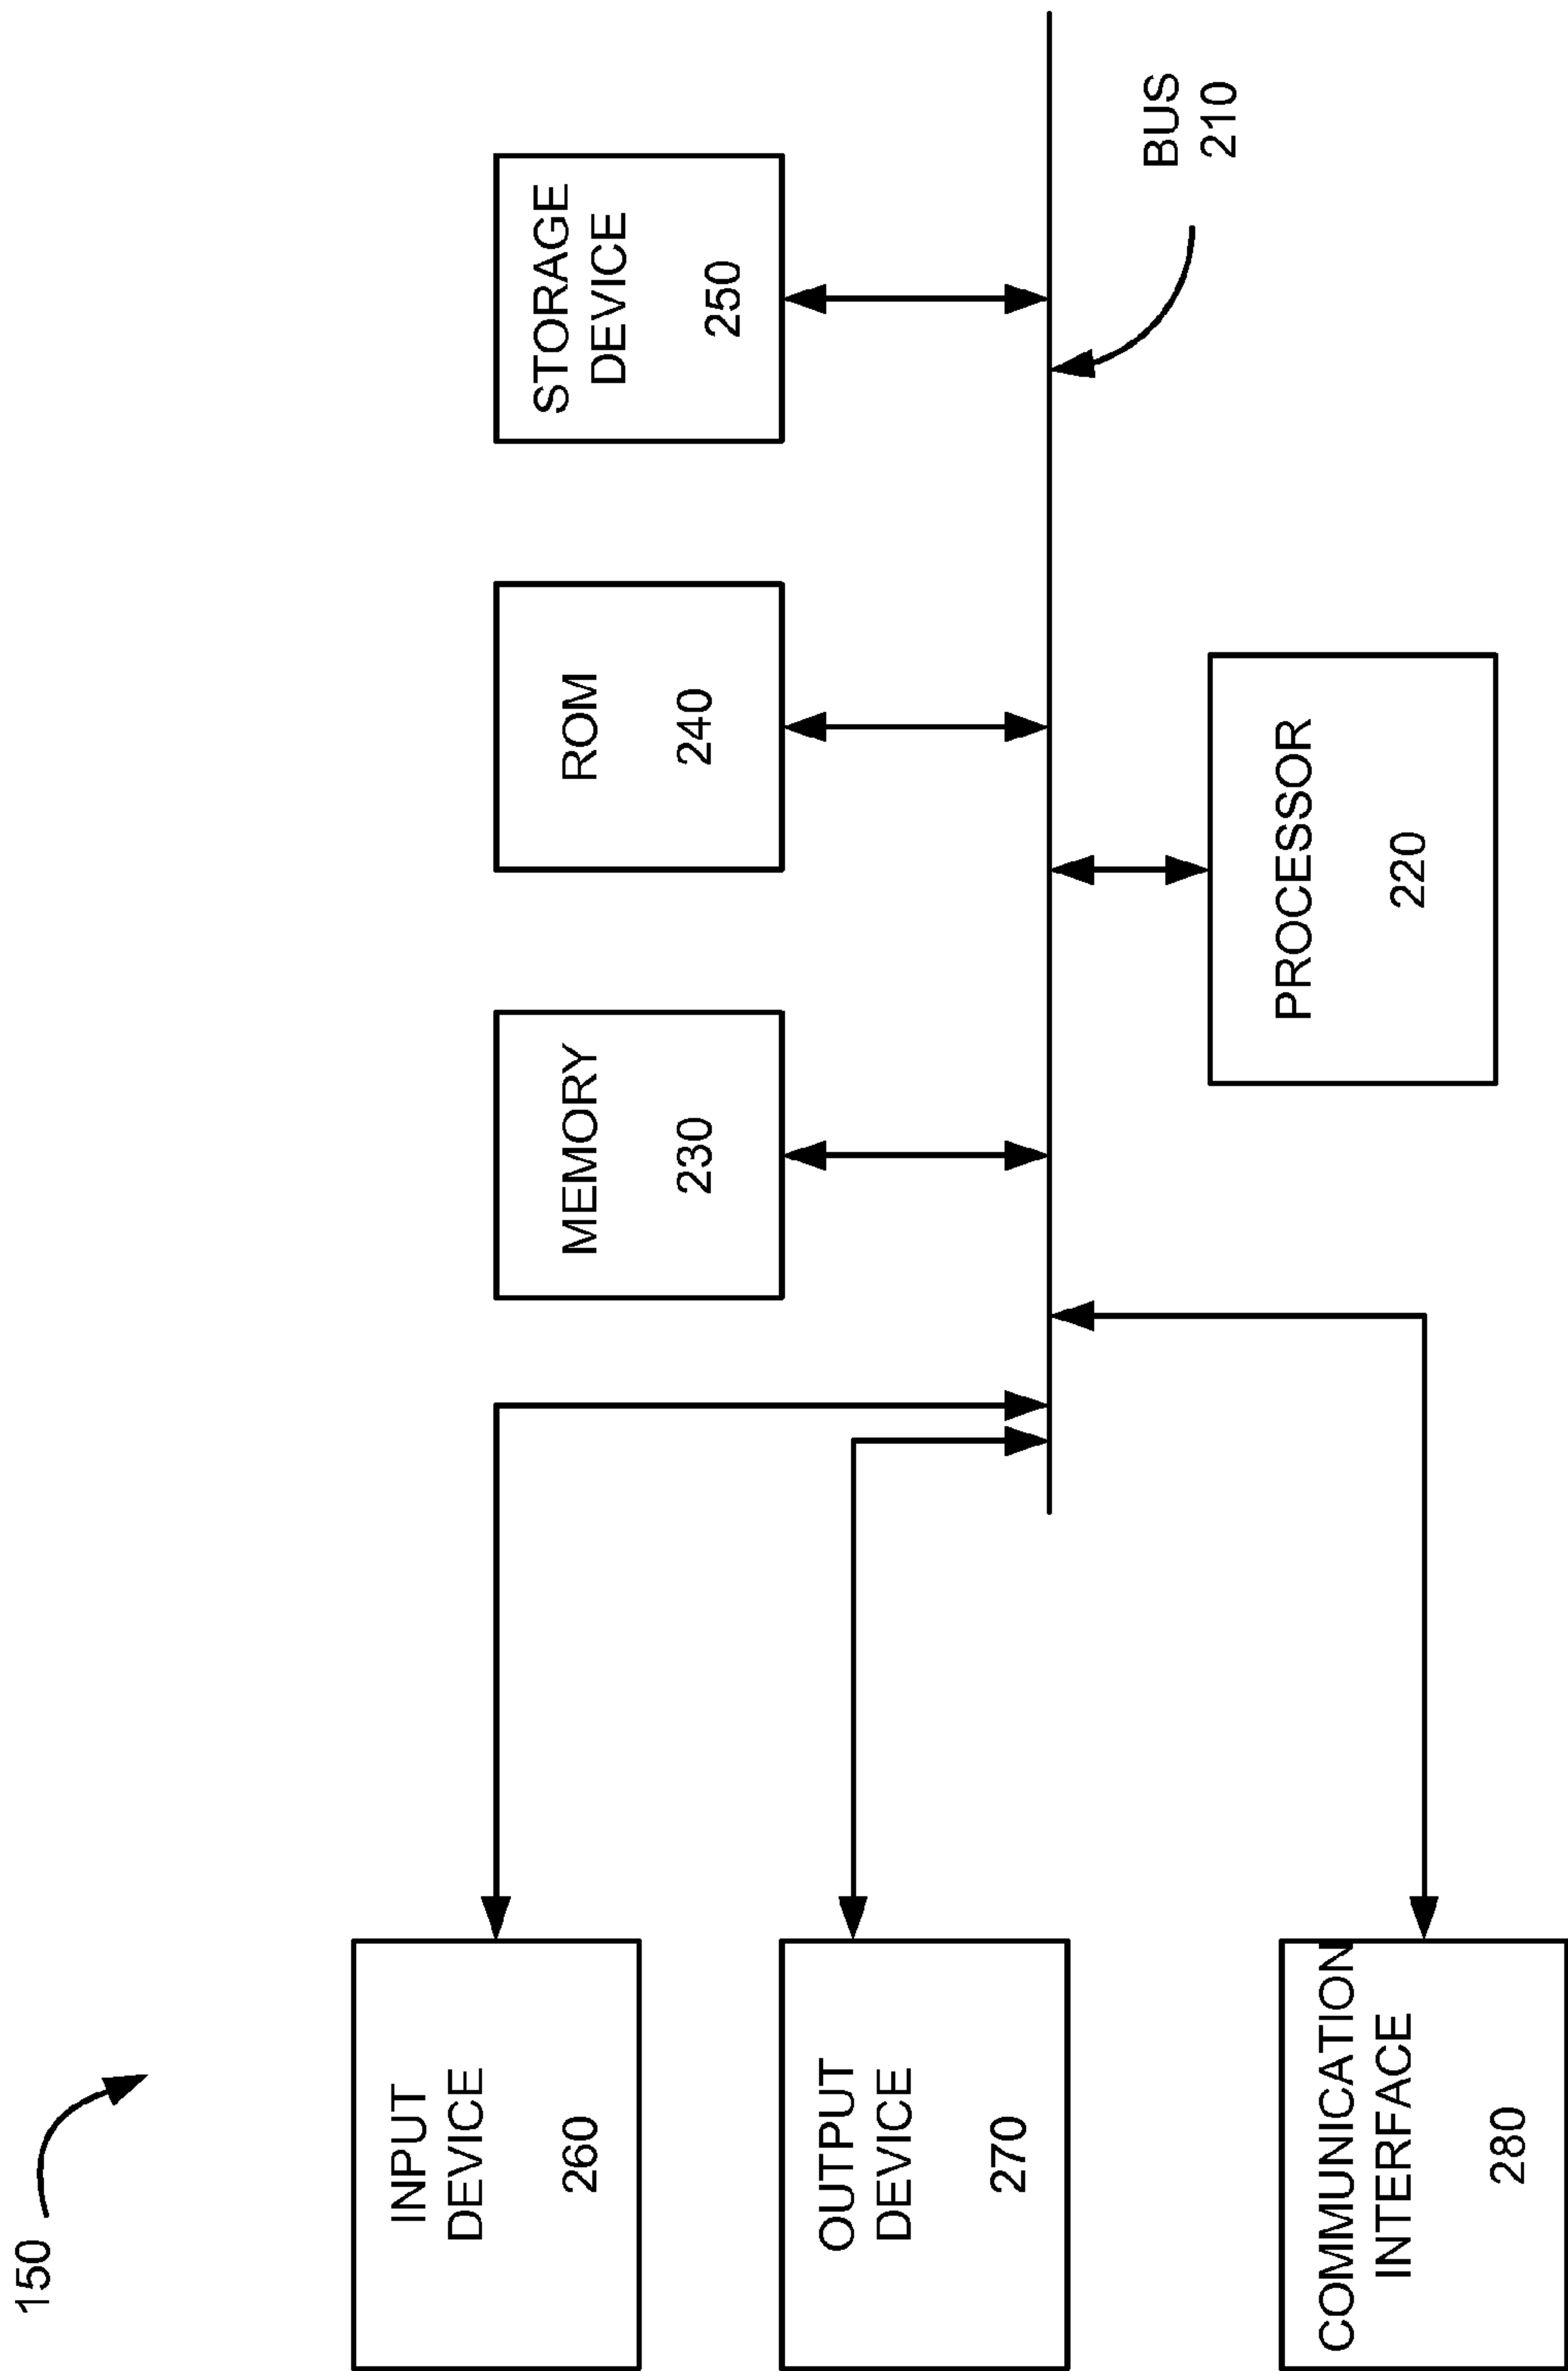 150
INPUT
DEVICE
260
OUTPUT
DEVICE
270
COMMUNICATION
INTERFACE
280
MEMORY
230
ROM
240
STORAGE
DEVICE
250
PROCESSOR
220
BUS
210